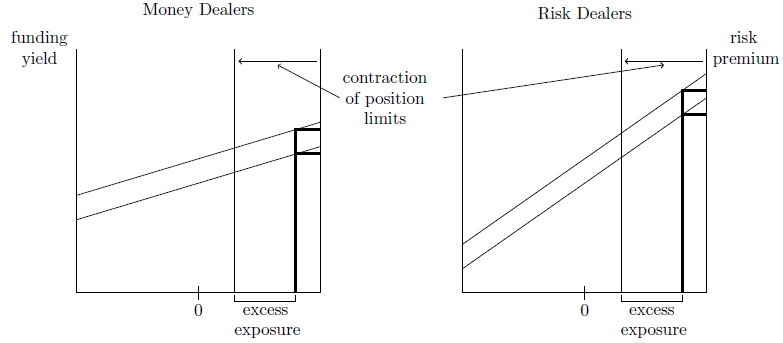 Money Dealers
Risk Dealers
funding
yield
risk
premium
contraction
of position
limits
0
excess
exposure
0
excess
exposure